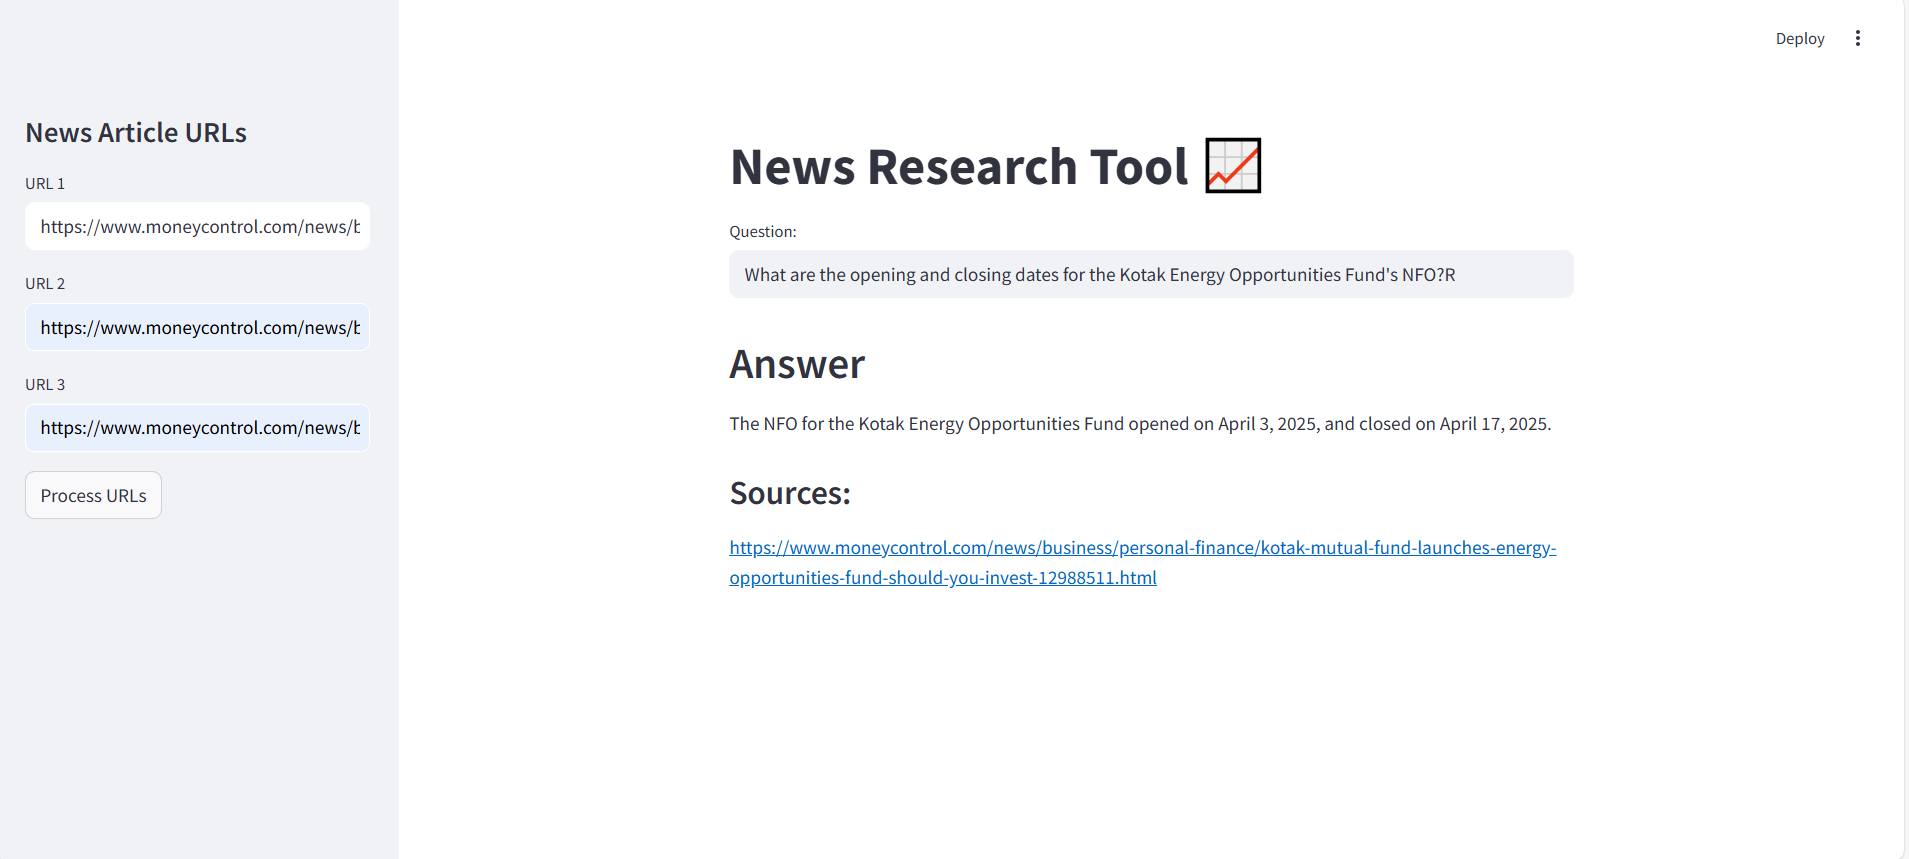 Deploy
News Article URLs
URL 1
https://www.moneycontrol.com/news/b
URL 2
https://www.moneycontrol.com/news/b
URL 3
https://www.moneycontrol.com/news/b
Process URLs
News Research Tool
Question:
What are the opening and closing dates for the Kotak Energy Opportunities Fund's NFO?R
Answer
The NFO for the Kotak Energy Opportunities Fund opened on April 3, 2025, and closed on April 17, 2025.
Sources:
https://www.moneycontrol.com/news/business/personal-finance/kotak-mutual-fund-launches-energy-
opportunities-fund-should-you-invest-12988511.html